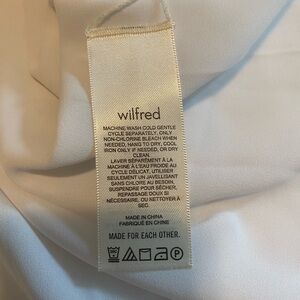 wilfred
MACHINE WASH COLD GENTLE
CYCLE SEPARATELY, ONLY
NON-CHLORINE BLEACH WHEN
NEEDED, HANG TO DRY, COOL
IRON ONLY IF NEEDED, OR DRY
CLEAN.
LAVER SÉPARÉMENT À LA
MACHINE À L'EAU FROIDE AU
CYCLE DÉLICAT, UTILISER
SEULEMENT UN JAVELLISANT
SANS CHLORE AU BESOIN,
SUSPENDRE POUR SÉCHER,
REPASSAGE DOUX SI
NÉCESSAIRE, OU NETTOYER À
SEC.
MADE IN CHINA
FABRIQUÉ EN CHINE
MADE FOR EACH OTHER.
P